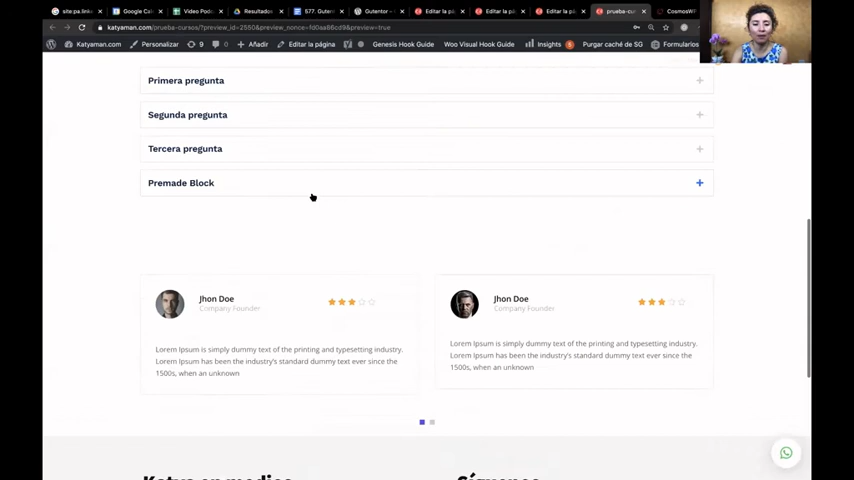 site:pa.linke
Google Cal
Video Pod
Resultados
577. Guten
Gutentor –
Editar la pá
Editar la pá
Editar la pá
prueba-cur
CosmosWP
katyaman.com/prueba-cursos/?preview_id=2550&preview_nonce=fd0aa86cd9&preview=true
Katyaman.com
Personalizar
9
0
Añadir
Editar la página
Genesis Hook Guide
Woo Visual Hook Guide
Insights
Purgar caché de SG
Formularios
Primera pregunta
Segunda pregunta
Tercera pregunta
Premade Block
Jhon Doe
Company Founder
Lorem Ipsum is simply dummy text of the printing and typesetting industry.
Lorem Ipsum has been the industry's standard dummy text ever since the
1500s, when an unknown
Jhon Doe
Company Founder
Lorem Ipsum is simply dummy text of the printing and typesetting industry.
Lorem Ipsum has been the industry's standard dummy text ever since the
1500s, when an unknown
Katya en medios
Síguenos